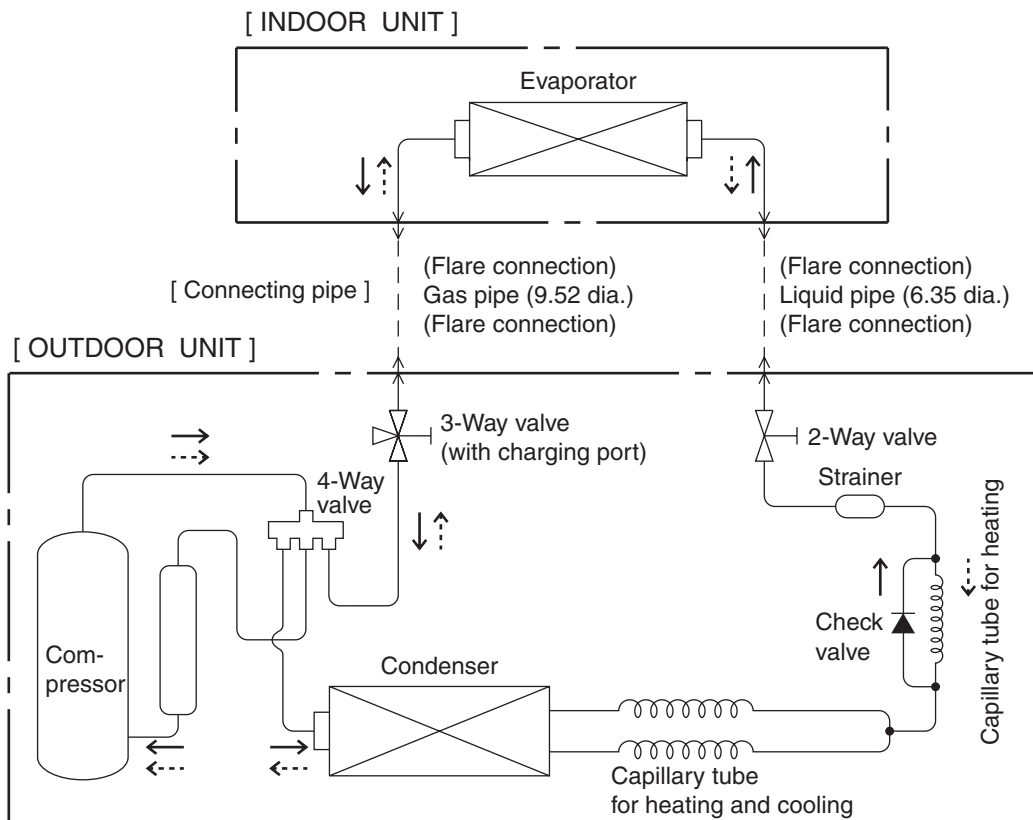 [ INDOOR UNIT ]
Evaporator
[ Connecting pipe ]
(Flare connection)
Gas pipe (9.52 dia.)
(Flare connection)
(Flare connection)
Liquid pipe (6.35 dia.)
(Flare connection)
[ OUTDOOR UNIT ]
3-Way valve
(with charging port)
2-Way valve
4-Way
valve
Strainer
Capillary tube for heating
Check
valve
Com-
pressor
Condenser
Capillary tube
for heating and cooling